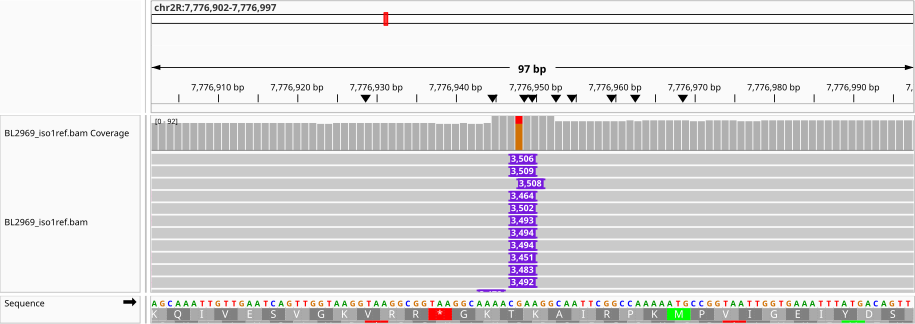 chr2R:7,776,902-7,776,997
97 bp
7,776,910 bp 7,776,920 bp 7,776,930 bp 7,776,940 bp 7,776,950 bp 7,776,960 bp 7,776,970 bp 7,776,980 bp 7,776,990 bp 7,
BL2969_iso1ref.bam Coverage
[0 - 92]
3,506
3,509
3,508
3,464
3,502
3,493
3,494
BL2969_iso1ref.bam
3,494
3,451
3,483
3,492
Sequence
AGCAAATTGTTGAATCAGTTGGTAAGGTAAGGCGGTAAGGCAAAACGAAGGCAATTCGGCCAAAAATGCCGGTAATTGGTGAAATTTATGACAGTT
K Q I V E S V G K V R R * G K T K A I R P K M P V I G E I Y D S